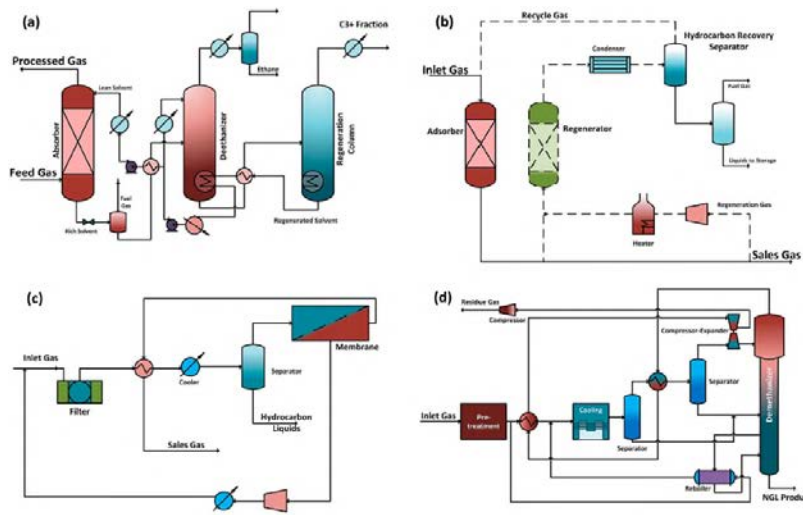 (a)
C3+ Fraction
Processed Gas
Lean Solvent
Ethane
Absorber
Deethanizer
Regeneration
Column
Feed Gas
Fuel
Gas
Rich Solvent
Regenerated Solvent
(b)
Recycle Gas
Hydrocarbon Recovery
Separator
Condenser
Inlet Gas
Fuel Gas
Adsorber
Regenerator
Liquids to Storage
Regeneration Gas
Heater
Sales Gas
(c)
Membrane
Inlet Gas
Cooler
Separator
Filter
Hydrocarbon
Liquids
Sales Gas
(d)
Residue Gas
Compressor
Compressor-Expander
Demethanizer
Separator
Inlet Gas
Pre-
treatment
Cooling
Separator
Reboiler
NGL Produ